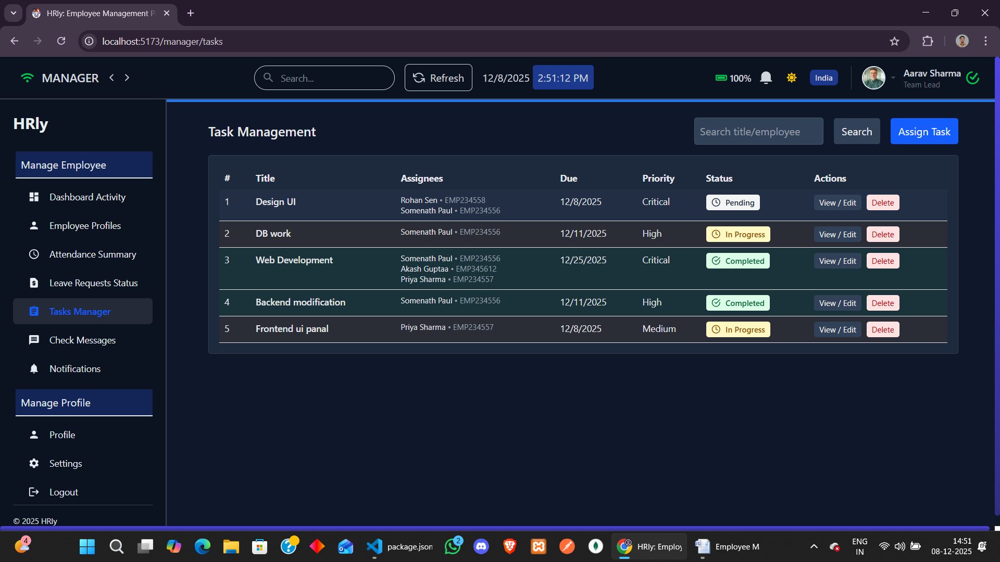 HRly: Employee Management P
localhost:5173/manager/tasks
MANAGER
Search...
Refresh
12/8/2025 2:51:12 PM
100%
India
Aarav Sharma
Team Lead
HRly
Manage Employee
Dashboard Activity
Employee Profiles
Attendance Summary
Leave Requests Status
Tasks Manager
Check Messages
Notifications
Manage Profile
Profile
Settings
Logout
© 2025 HRly
Task Management
Search title/employee
Search
Assign Task
# Title Assignees Due Priority Status Actions
1 Design UI Rohan Sen • EMP234558 12/8/2025 Critical Pending View / Edit Delete
Somenath Paul • EMP234556
2 DB work Somenath Paul • EMP234556 12/11/2025 High In Progress View / Edit Delete
3 Web Development Somenath Paul • EMP234556 12/25/2025 Critical Completed View / Edit Delete
Akash Guptaa • EMP345612
Priya Sharma • EMP234557
4 Backend modification Somenath Paul • EMP234556 12/11/2025 High Completed View / Edit Delete
5 Frontend ui panal Priya Sharma • EMP234557 12/8/2025 Medium In Progress View / Edit Delete
4
package.json
2
HRly: Employ
Employee M
ENG
IN
14:51
08-12-2025